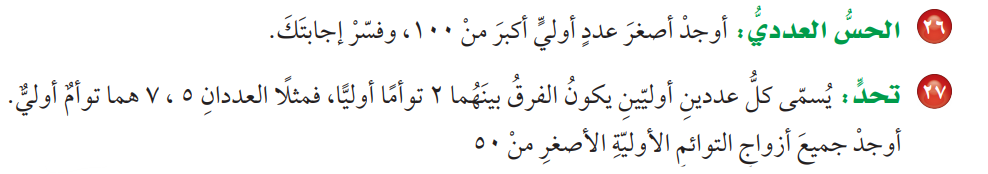 ٢٦ الحسُّ العدديُّ: أوجدْ أصغرَ عددٍ أوليٍّ أكبرَ منْ ١٠٠، وفسّرْ إجابتَكَ.
٢٧ تحدٍّ: يُسمّى كلُّ عددينِ أوليّينِ يكونُ الفرقُ بينَهُما ٢ توأمًا أوليًّا، فمثلًا العددانِ ٥ ، ٧ هما توأمٌ أوليٌّ.
أوجدْ جميعَ أزواجِ التوائمِ الأوليّةِ الأصغرِ منْ ٥٠